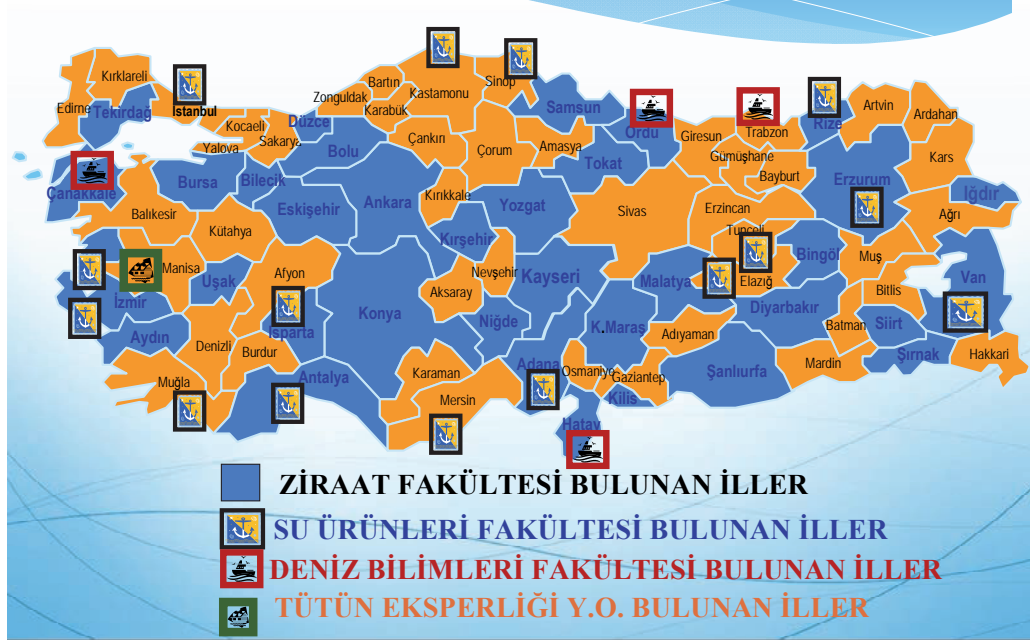 Kırklareli
Edirne
Tekirdağ
İstanbul
Kocaeli
Yalova
Sakarya
Düzce
Zonguldak
Bartın
Karabük
Kastamonu
Sinop
Çankırı
Bolu
Çorum
Samsun
Amasya
Tokat
Ordu
Giresun
Trabzon
Gümüşhane
Bayburt
Rize
Artvin
Ardahan
Kars
Iğdır
Ağrı
Erzurum
Erzincan
Tunceli
Çanakkale
Bursa
Bilecik
Balıkesir
Kütahya
Eskişehir
Ankara
Kırıkkale
Yozgat
Sivas
Kırşehir
Nevşehir
Kayseri
Malatya
Elazığ
Bingöl
Muş
Bitlis
Van
Manisa
İzmir
Uşak
Afyon
Aydın
Denizli
Burdur
Isparta
Konya
Aksaray
Niğde
K.Maraş
Adıyaman
Diyarbakır
Batman
Siirt
Şırnak
Hakkari
Mardin
Şanlıurfa
Muğla
Antalya
Karaman
Mersin
Adana
Osmaniye
Gaziantep
Kilis
Hatay
ZİRAAT FAKÜLTESİ BULUNAN İLLER
SU ÜRÜNLERİ FAKÜLTESİ BULUNAN İLLER
DENİZ BİLİMLERİ FAKÜLTESİ BULUNAN İLLER
TÜTÜN EKSPERLİĞİ Y.O. BULUNAN İLLER